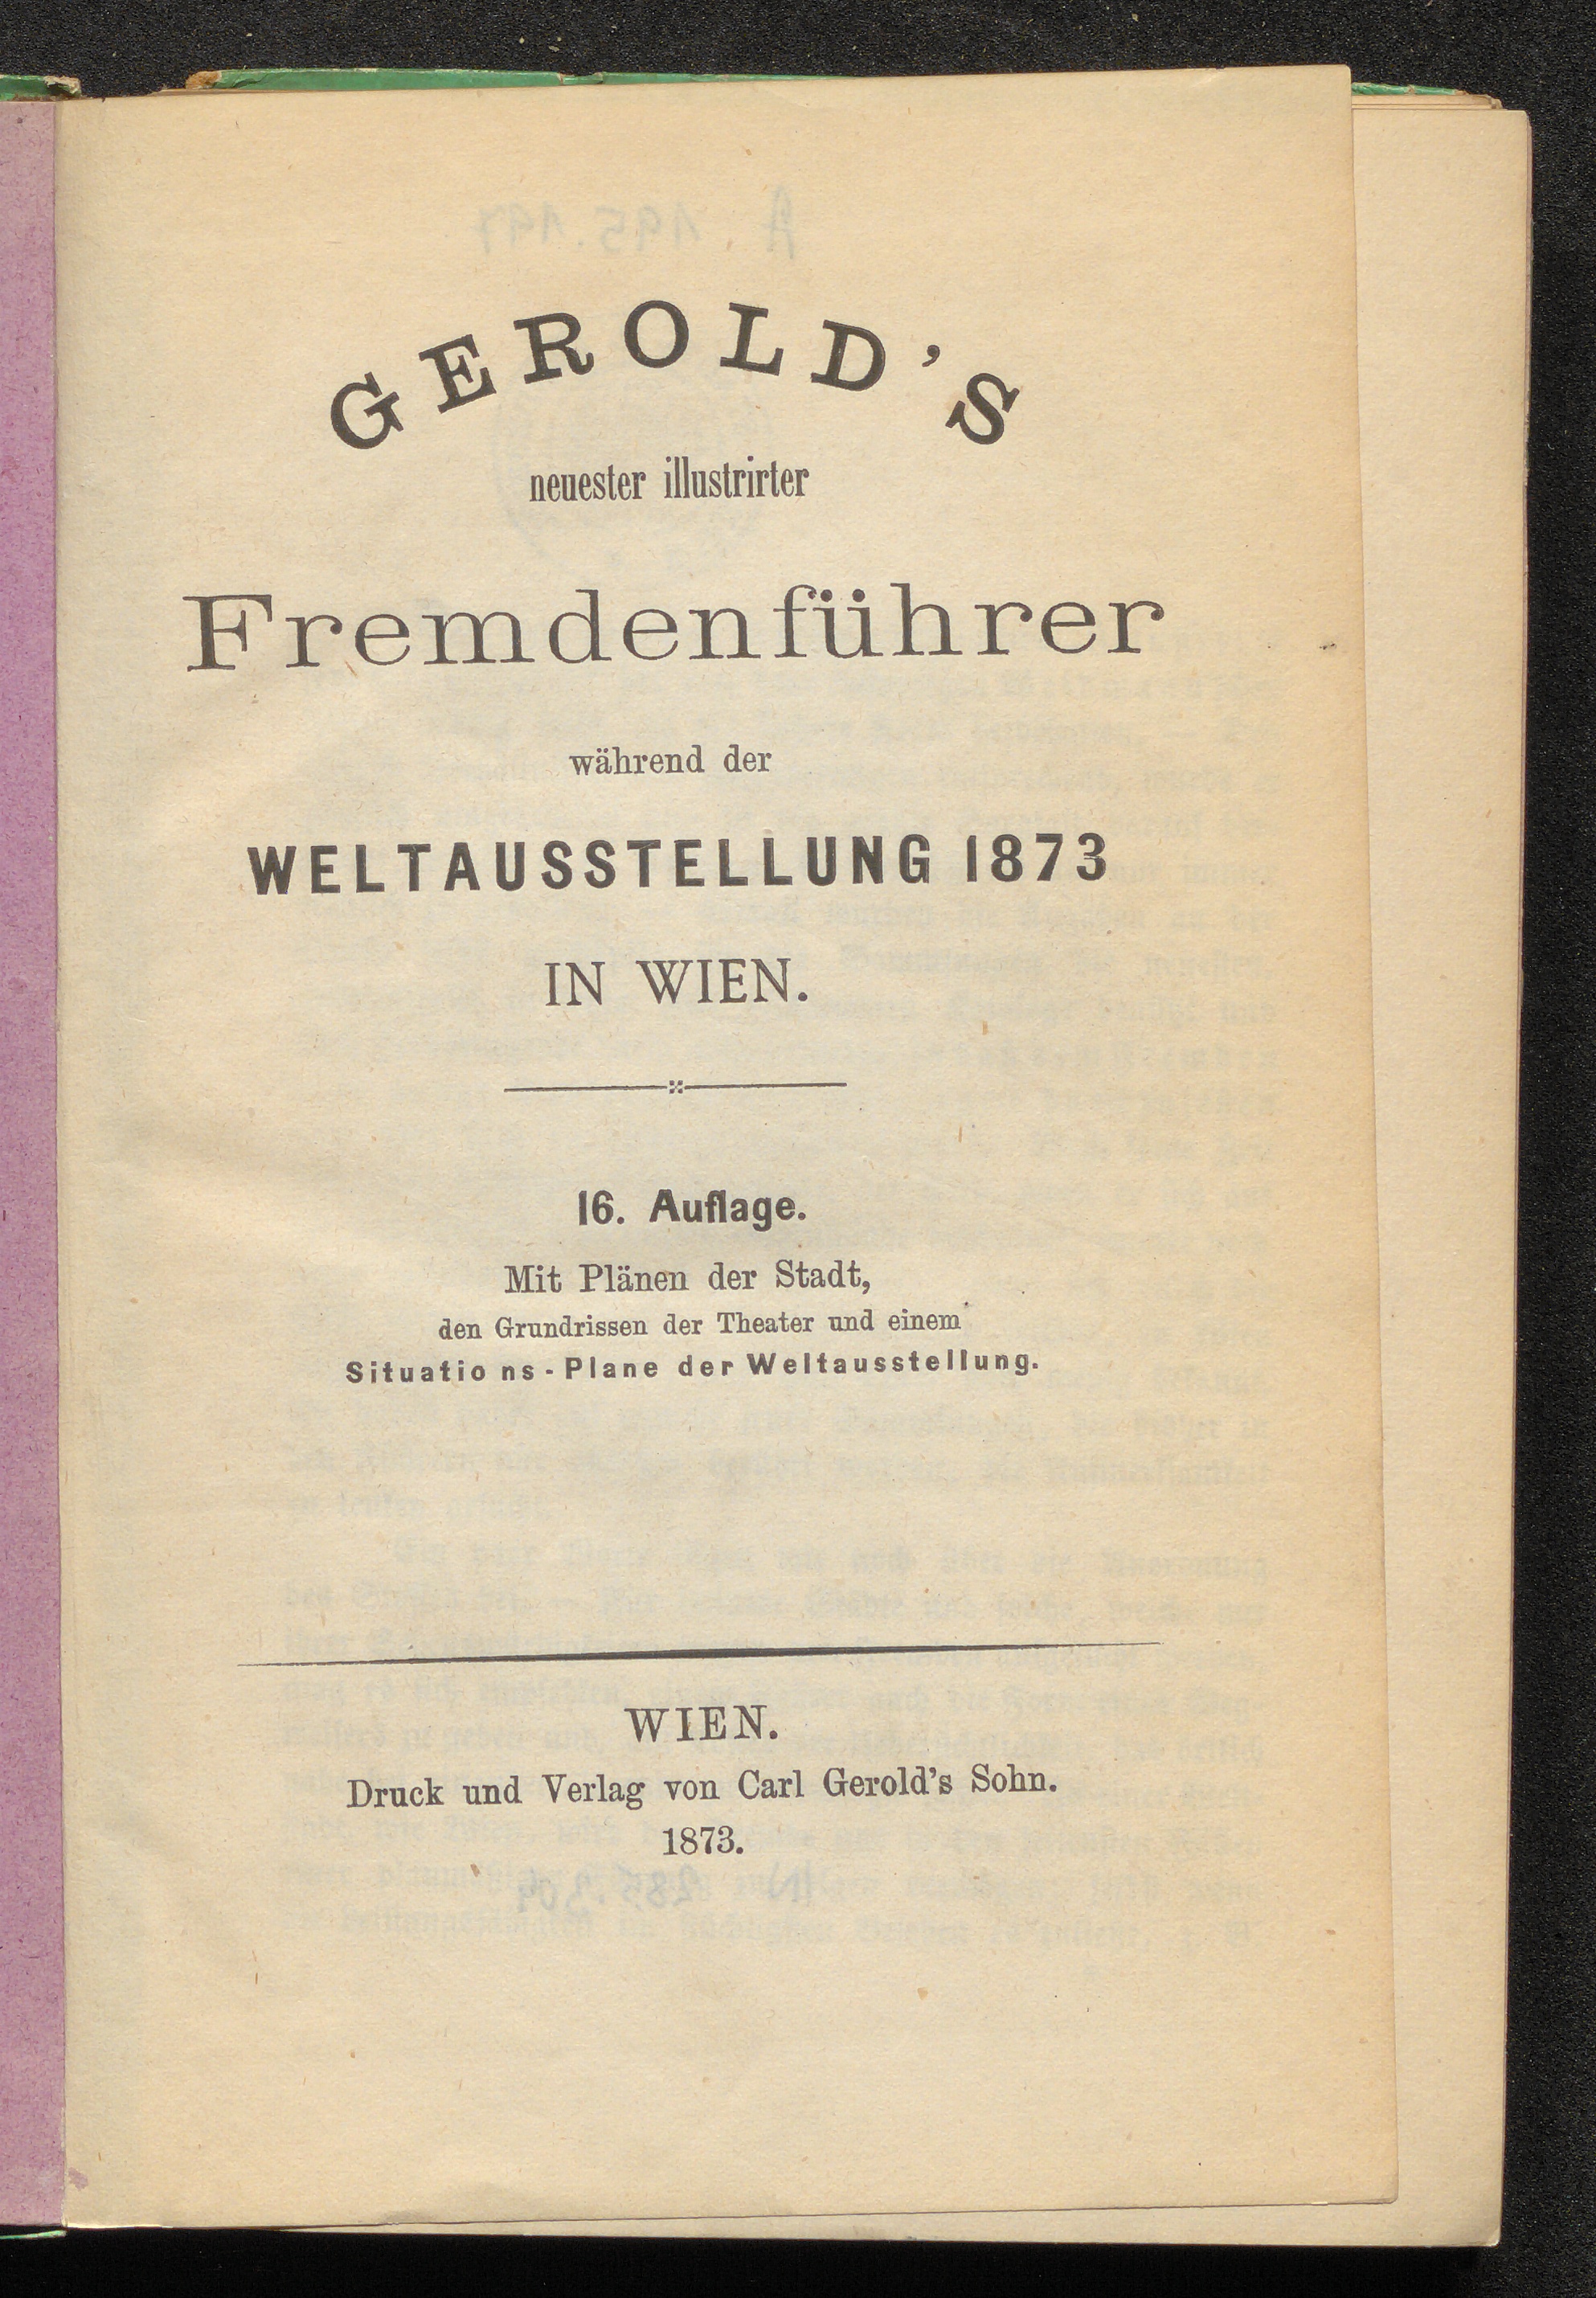 GEROLD'S
neuester illustrirter
Fremdenführer
während der
WELTAUSSTELLUNG 1873
IN WIEN.
16. Auflage.
Mit Plänen der Stadt,
den Grundrissen der Theater und einem
Situations-Plane der Weltausstellung.
WIEN.
Druck und Verlag von Carl Gerold's Sohn.
1873.